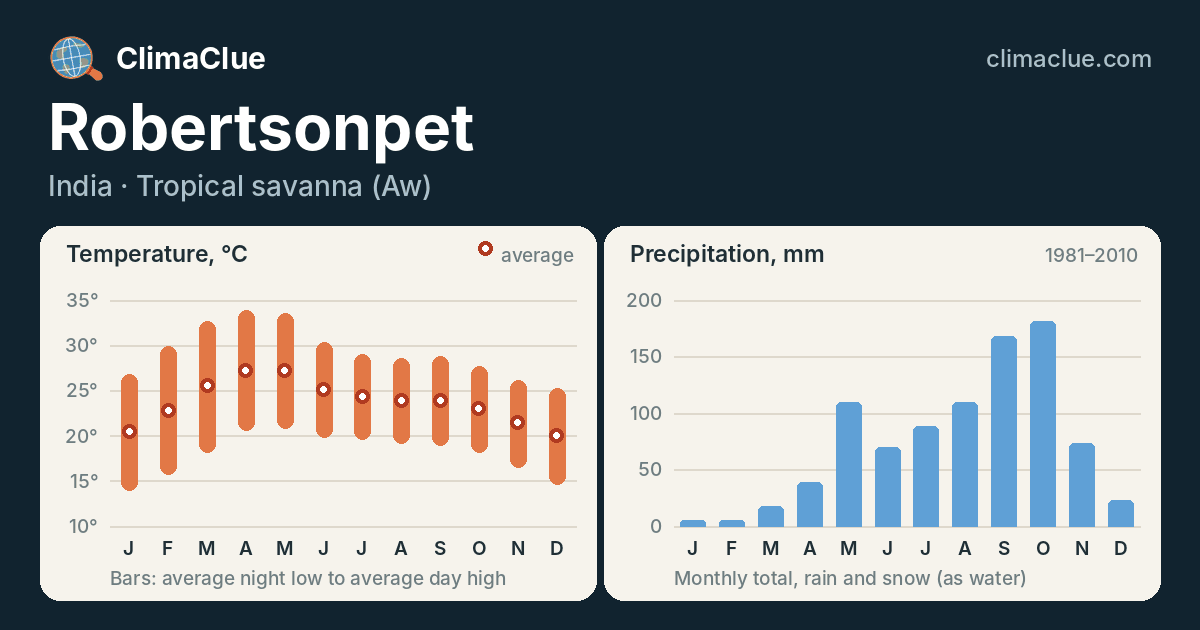 ClimaClue
climaclue.com
Robertsonpet
India · Tropical savanna (Aw)
Temperature, °C
average
35°
30°
25°
20°
15°
10°
J F M A M J J A S O N D
Bars: average night low to average day high
Precipitation, mm
1981–2010
200
150
100
50
0
J F M A M J J A S O N D
Monthly total, rain and snow (as water)